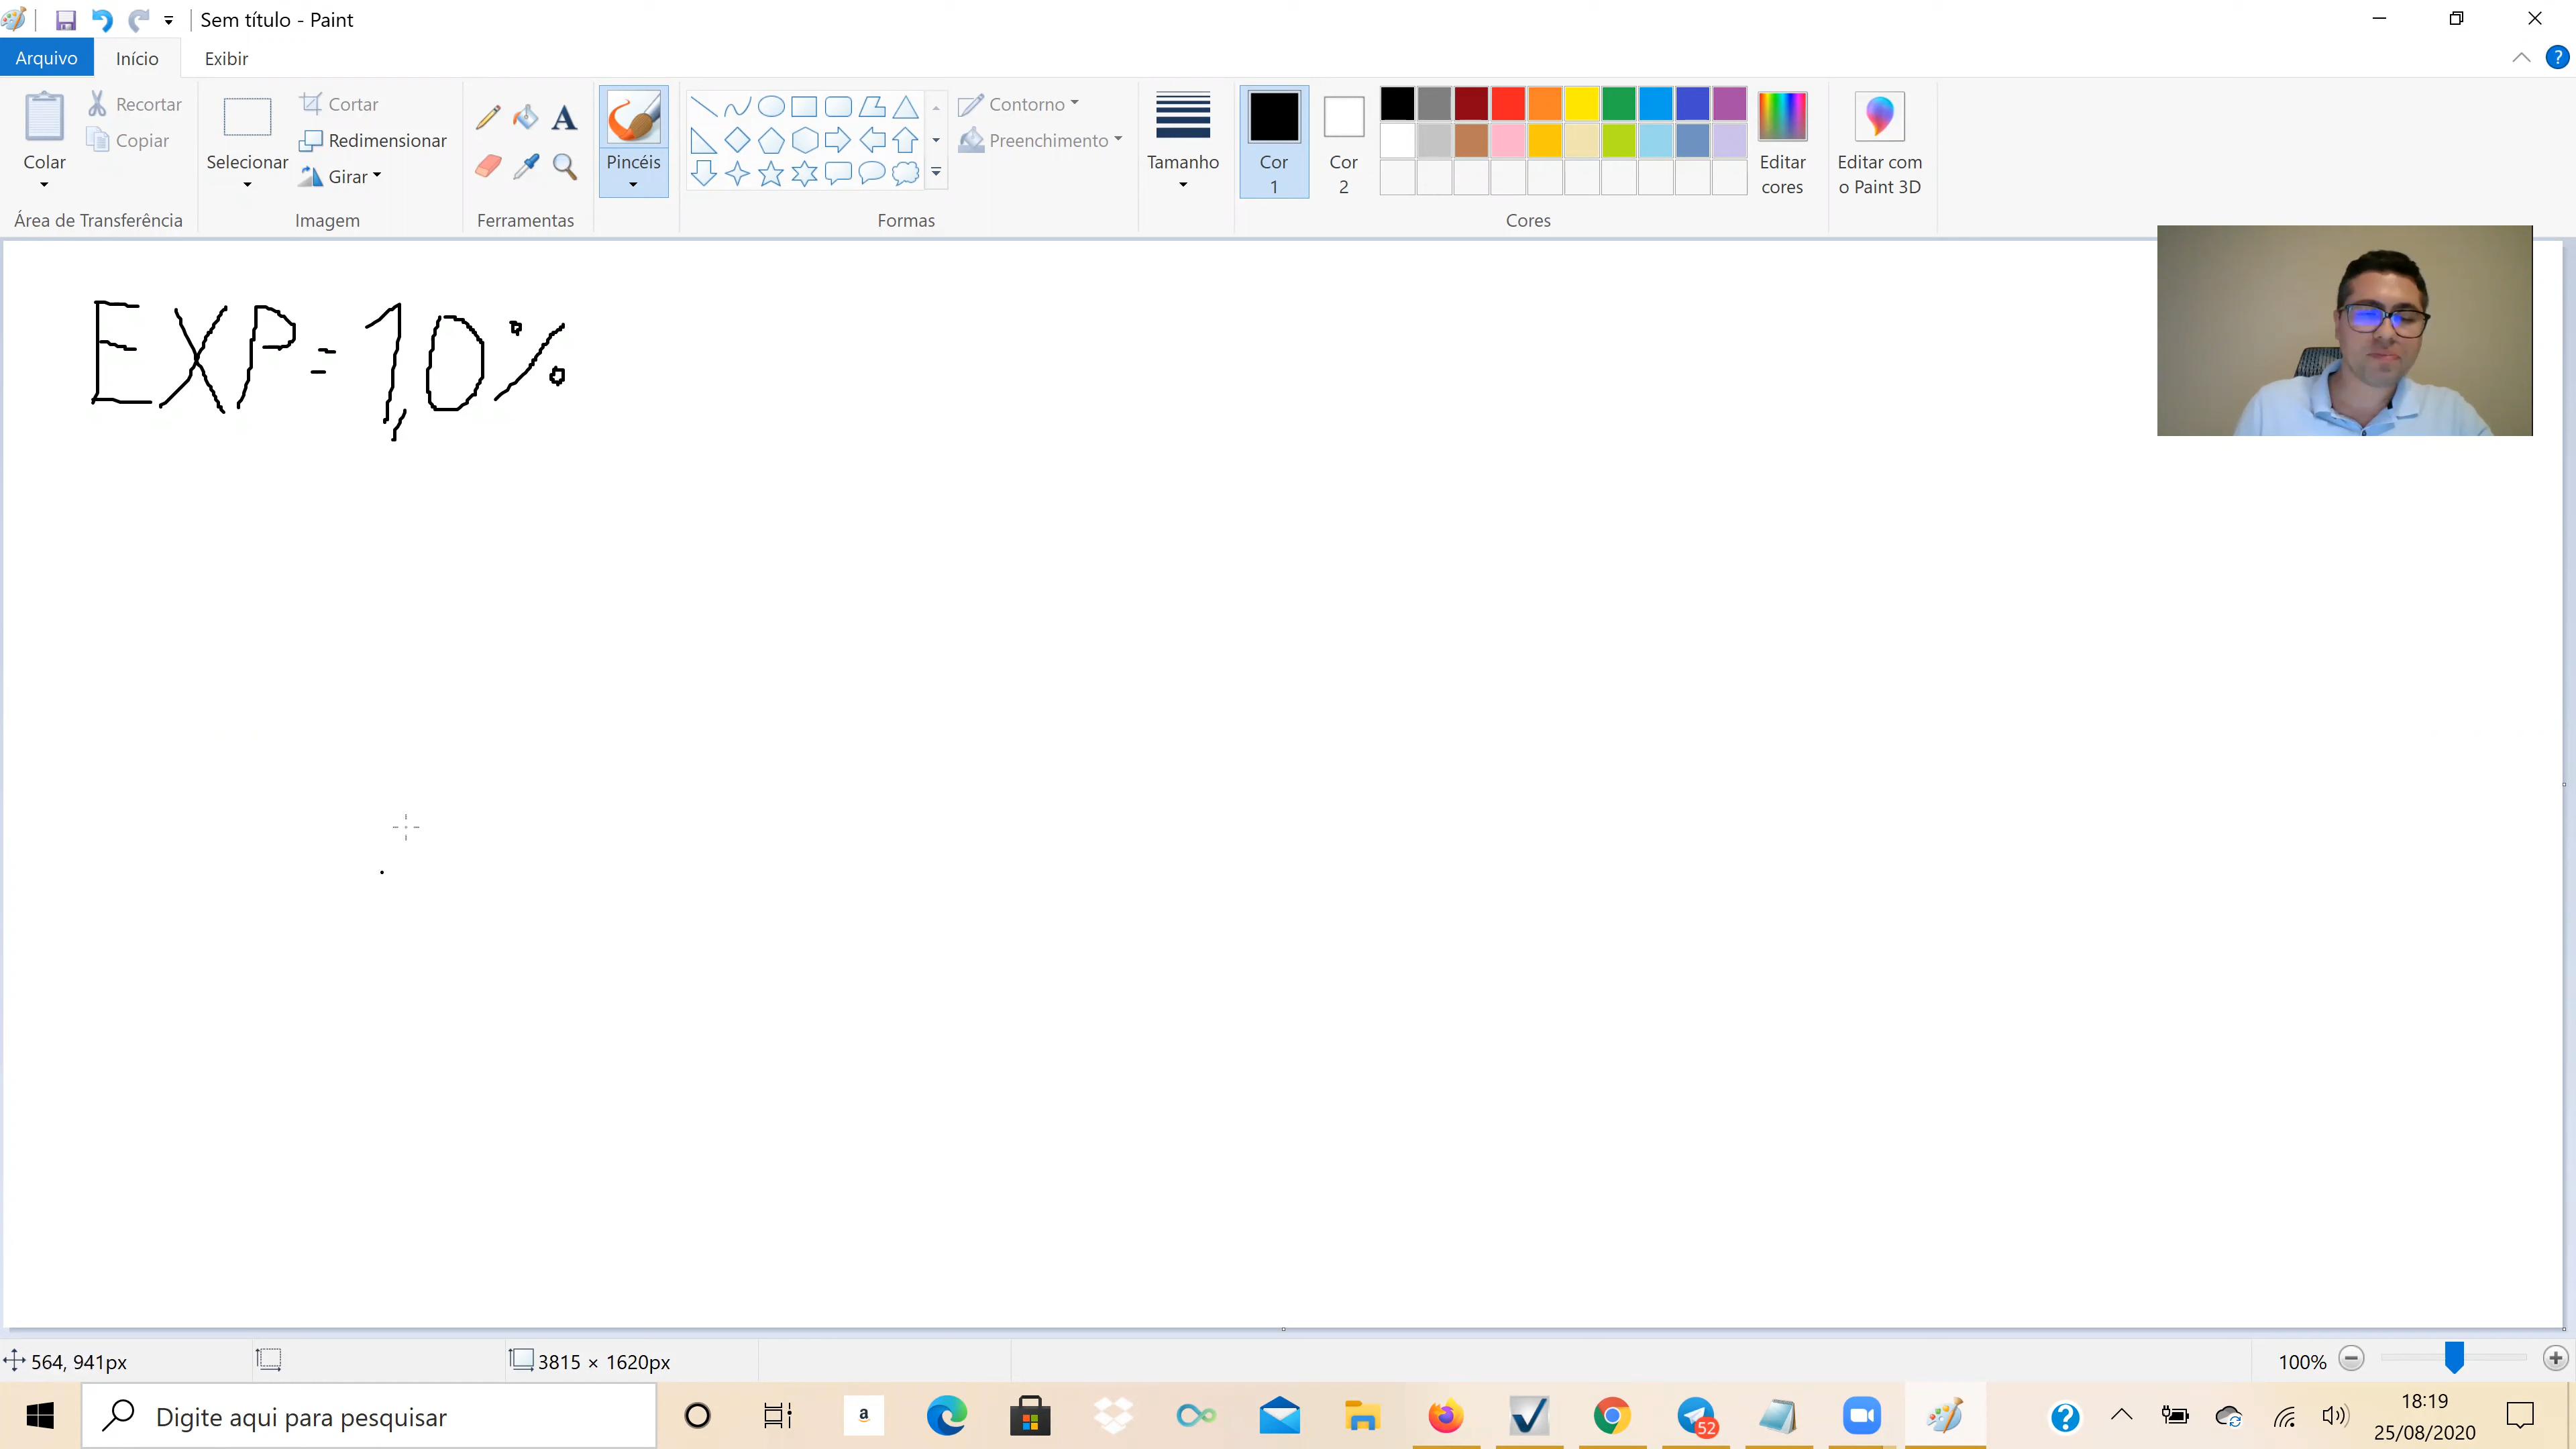 Sem título - Paint
Arquivo Início Exibir
Colar
Recortar
Copiar
Área de Transferência
Selecionar
Cortar
Redimensionar
Girar
Imagem
A
Ferramentas
Pincéis
Contorno
Preenchimento
Formas
Tamanho
Cor
1
Cor
2
Cores
Editar
cores
Editar com
o Paint 3D
?
EXP=1,0%
564, 941px
3815 × 1620px
100%
Digite aqui para pesquisar
a
52
?
18:19
25/08/2020